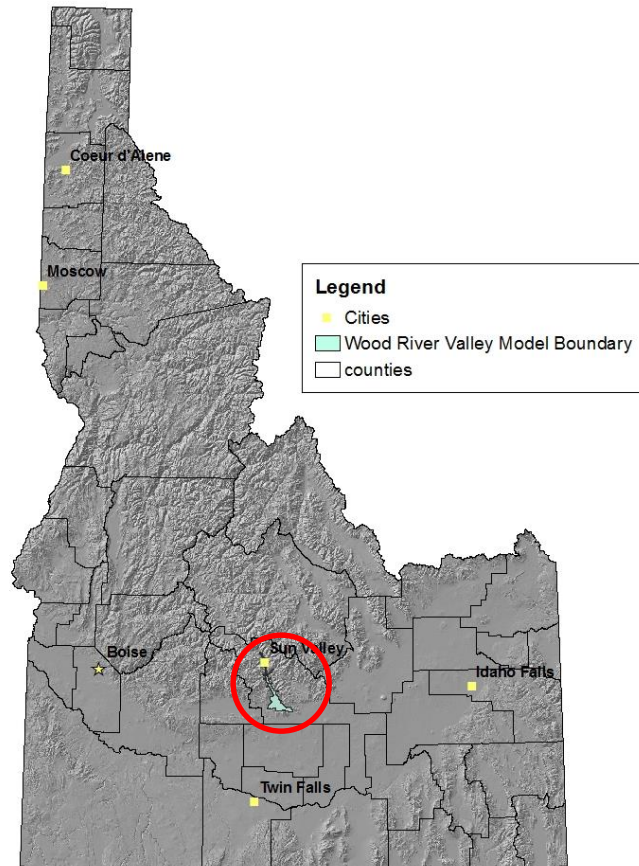 Coeur d'Alene
Moscow
Legend
Cities
Wood River Valley Model Boundary
counties
Sun Valley
Boise
Idaho Falls
Twin Falls